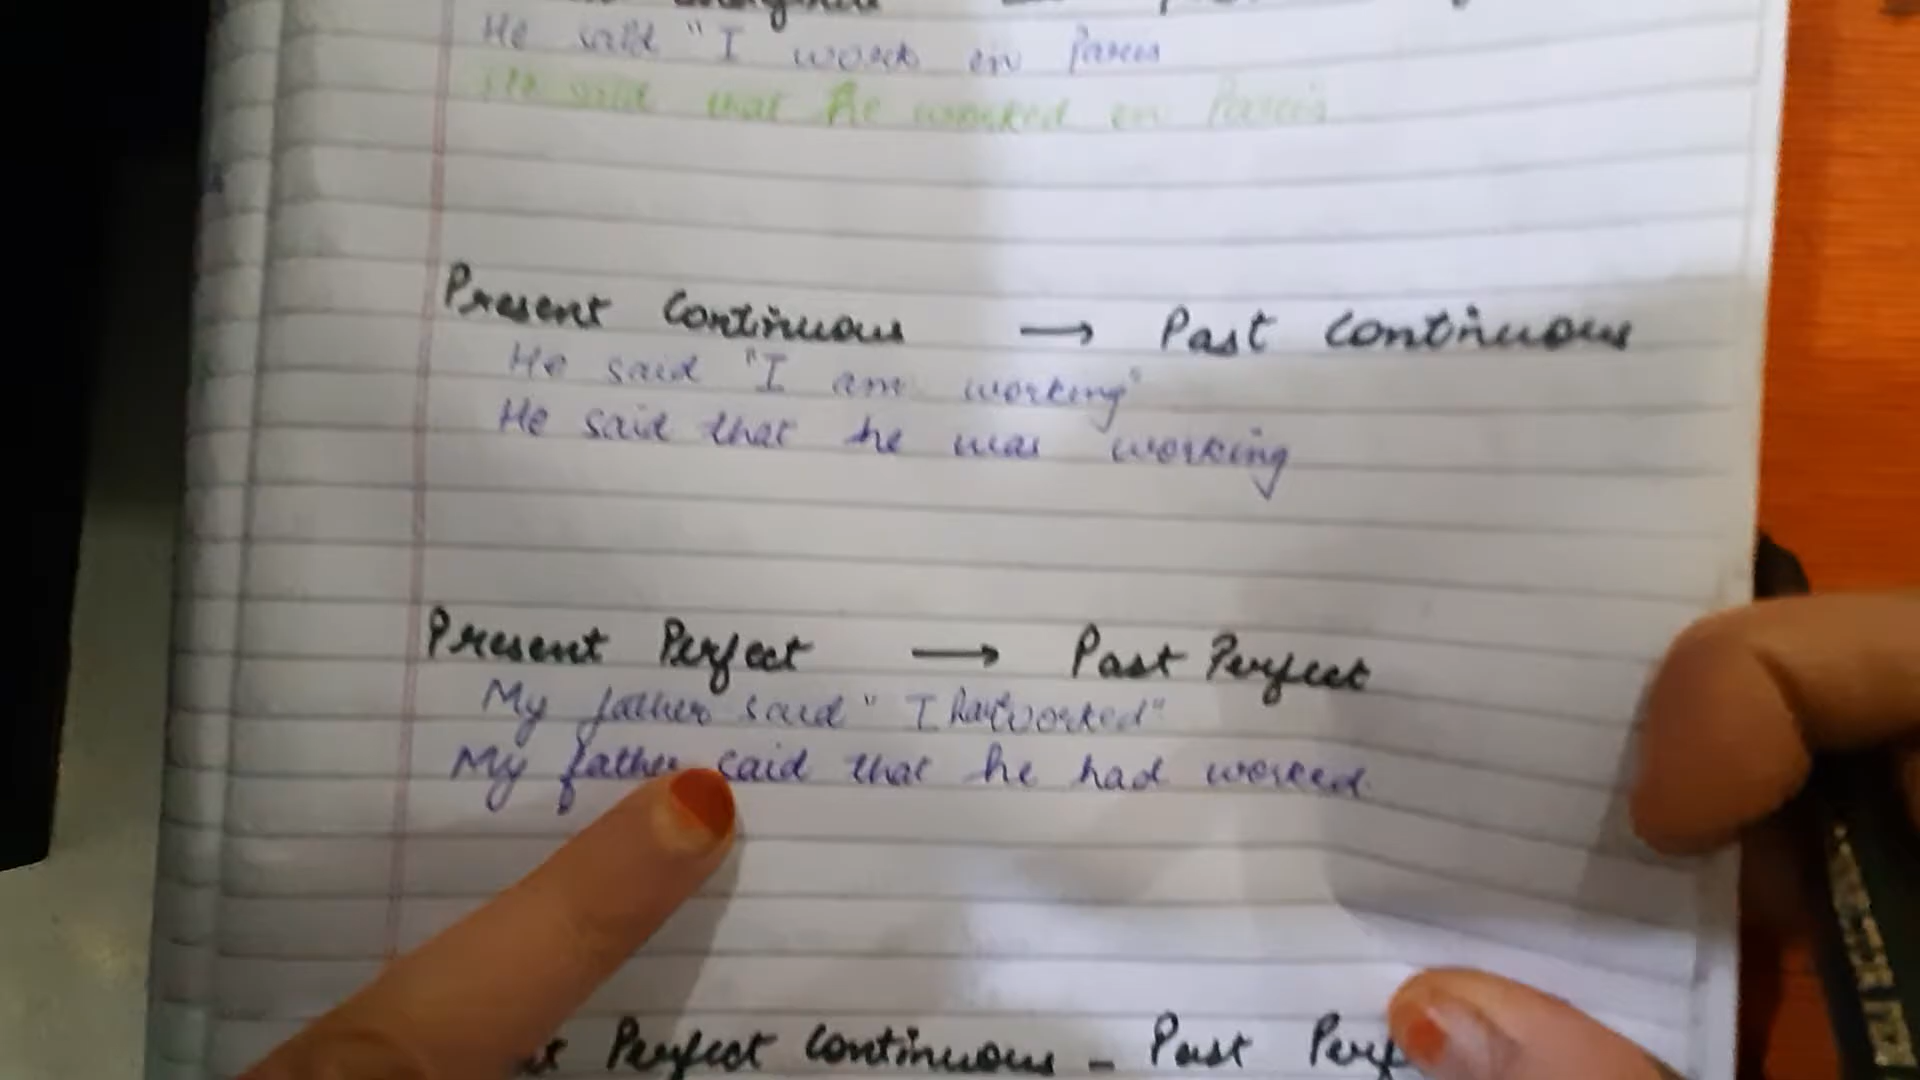 He said "I work in Paris
He said that he worked in Paris
Present Continuous → Past Continuous
He said "I am working"
He said that he was working
Present Perfect → Past Perfect
My father said "I have worked"
My father said that he had worked.
Perfect Continuous - Past